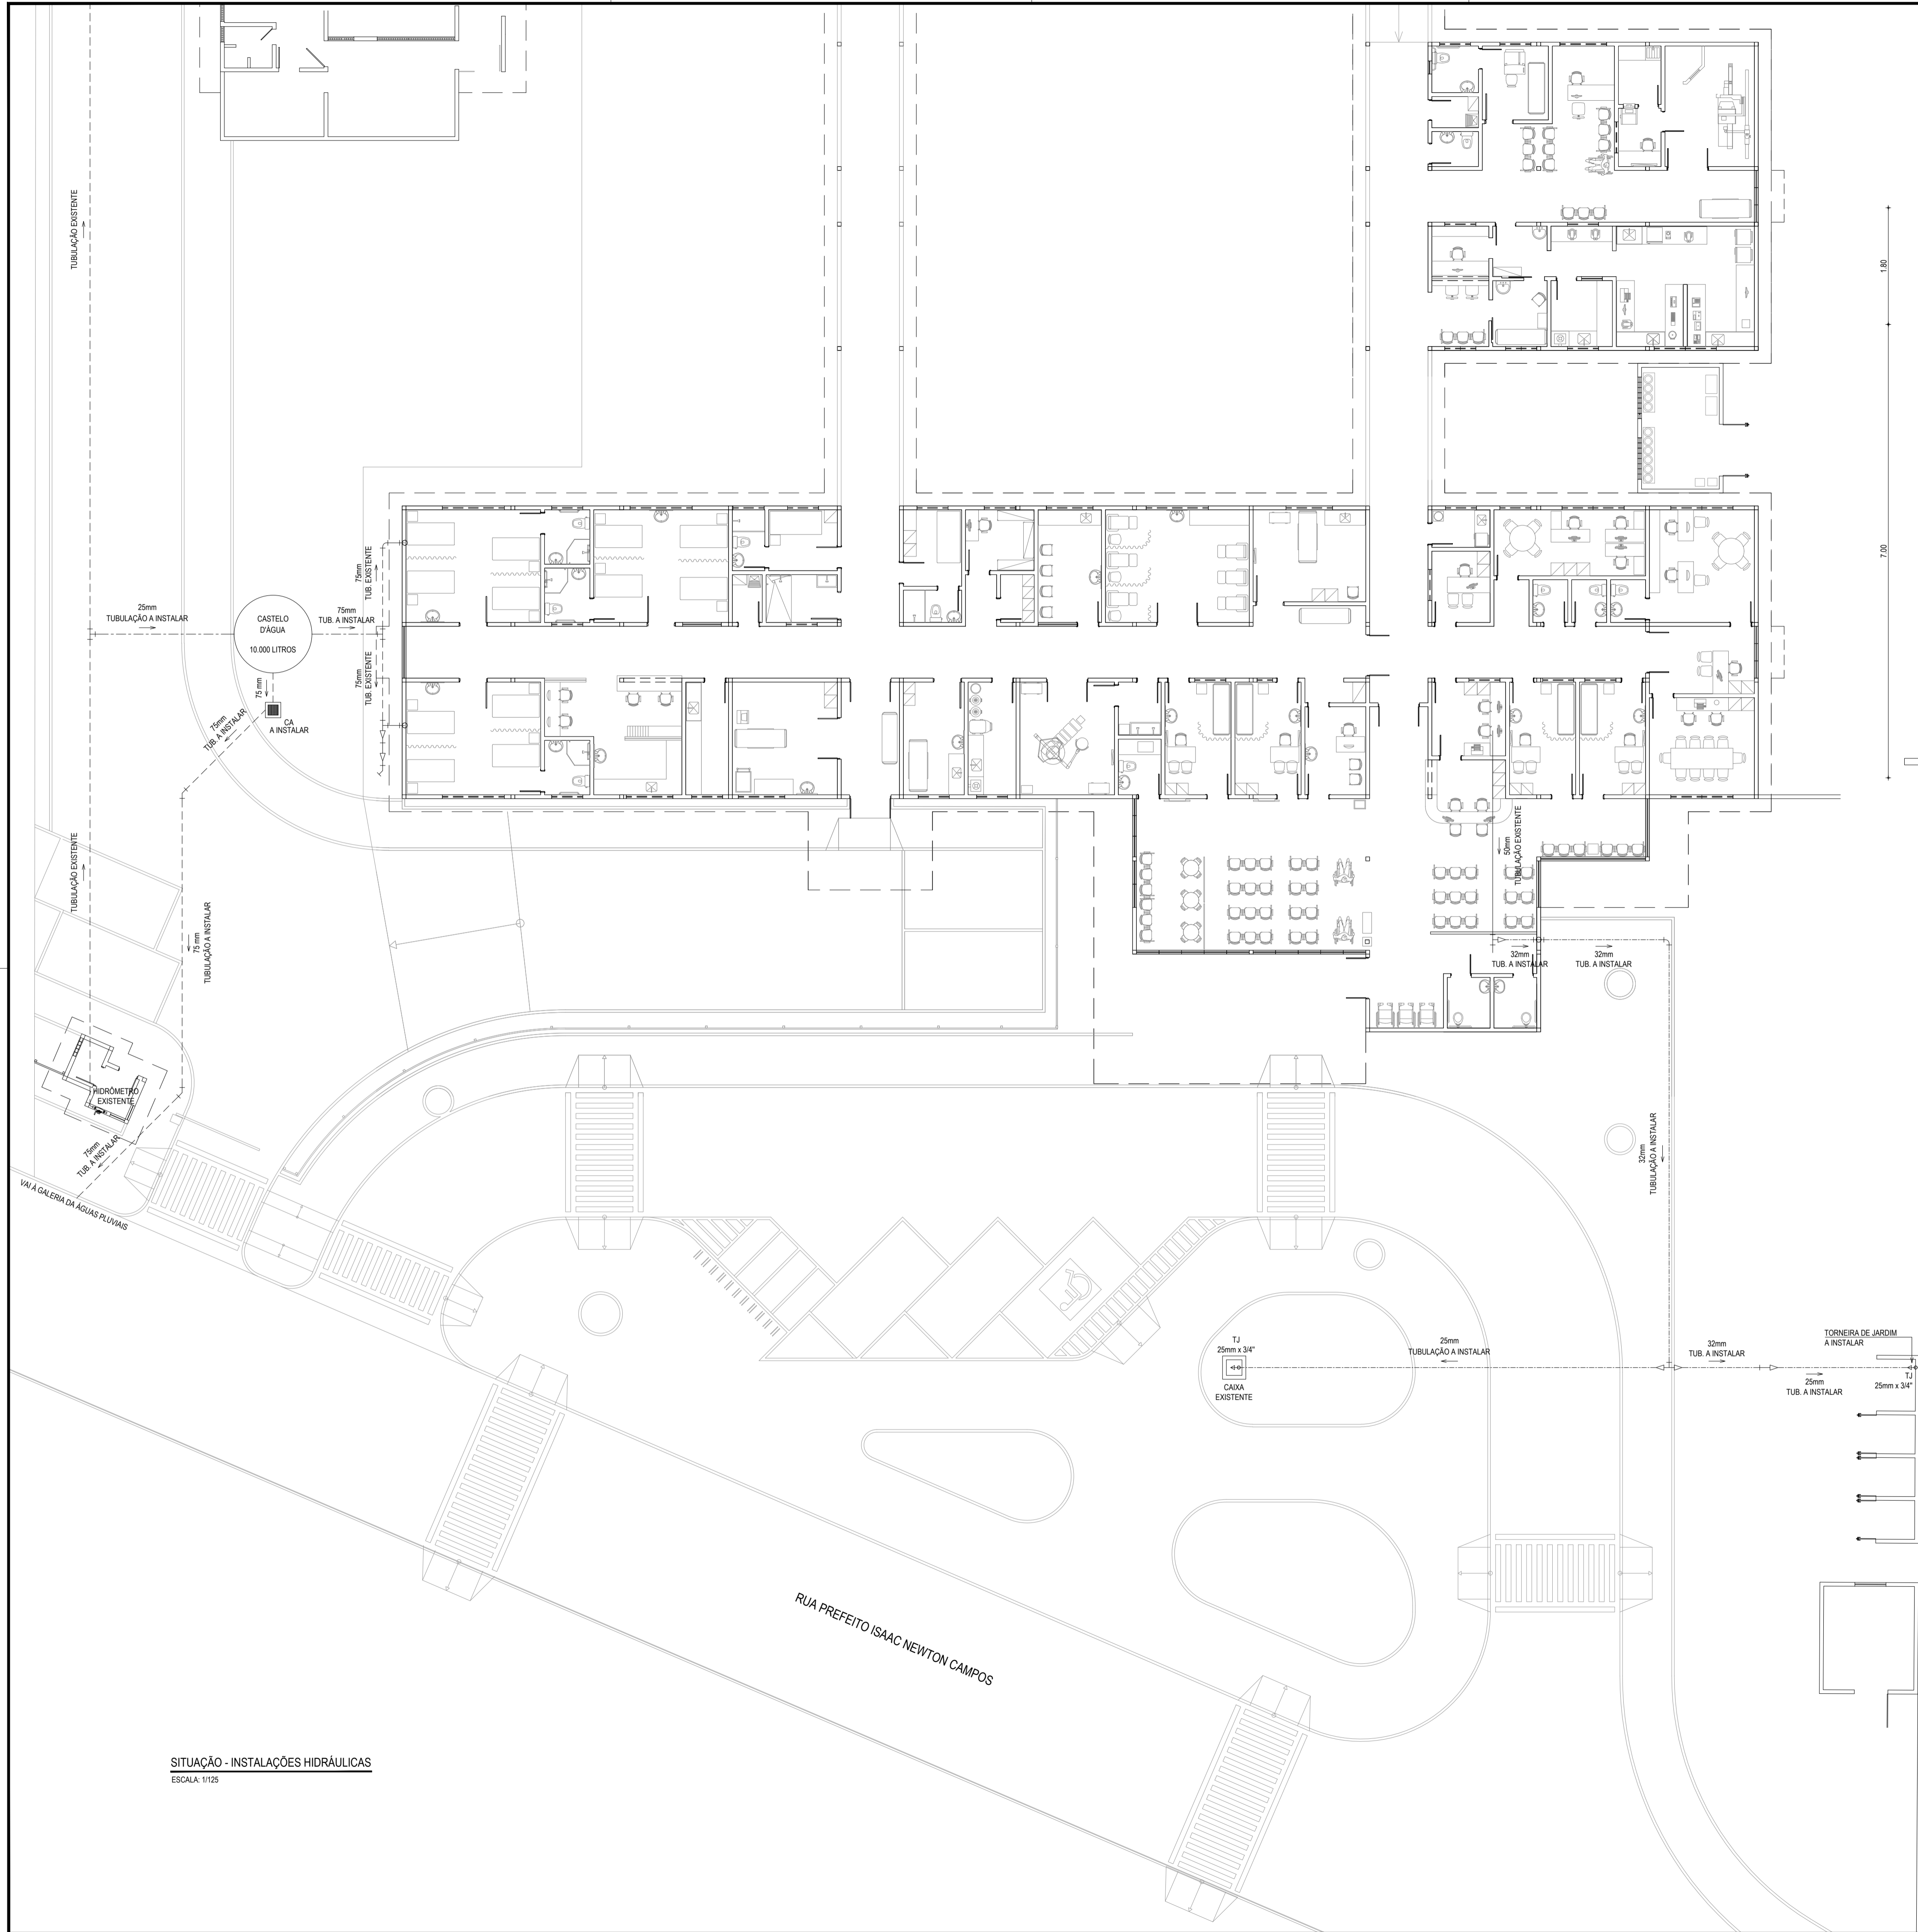 TUBULAÇÃO EXISTENTE
1.80
7.00
25mm
TUBULAÇÃO A INSTALAR
CASTELO
D'ÀGUA
10.000 LITROS
75mm
TUB. A INSTALAR
75mm
TUB. EXISTENTE
75mm
TUB. EXISTENTE
75 mm
CA
A INSTALAR
75mm
TUB. A INSTALAR
TUBULAÇÃO EXISTENTE
75 mm
TUBULAÇÃO A INSTALAR
50mm
TUBULAÇÃO EXISTENTE
32mm
TUB. A INSTALAR
32mm
TUB. A INSTALAR
HIDRÔMETRO
EXISTENTE
75mm
TUB. A INSTALAR
VAI À GALERIA DA ÁGUAS PLUVIAIS
32mm
TUBULAÇÃO A INSTALAR
TJ
25mm x 3/4"
CAIXA
EXISTENTE
25mm
TUBULAÇÃO A INSTALAR
32mm
TUB. A INSTALAR
TORNEIRA DE JARDIM
A INSTALAR
25mm
TUB. A INSTALAR
TJ
25mm x 3/4"
RUA PREFEITO ISAAC NEWTON CAMPOS
SITUAÇÃO - INSTALAÇÕES HIDRÁULICAS
ESCALA: 1/125